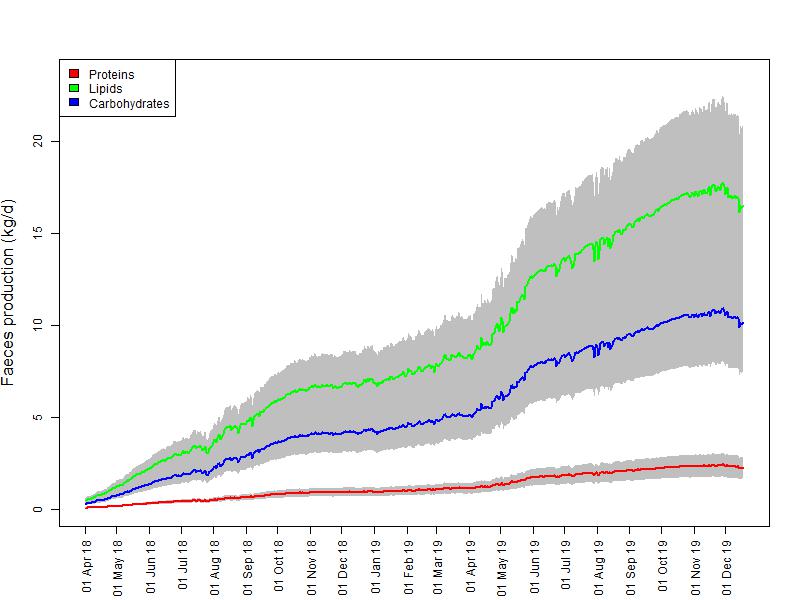 Proteins
Lipids
Carbohydrates
Faeces production (kg/d)
20
15
10
5
0
01 Apr 18
01 May 18
01 Jun 18
01 Jul 18
01 Aug 18
01 Sep 18
01 Oct 18
01 Nov 18
01 Dec 18
01 Jan 19
01 Feb 19
01 Mar 19
01 Apr 19
01 May 19
01 Jun 19
01 Jul 19
01 Aug 19
01 Sep 19
01 Oct 19
01 Nov 19
01 Dec 19